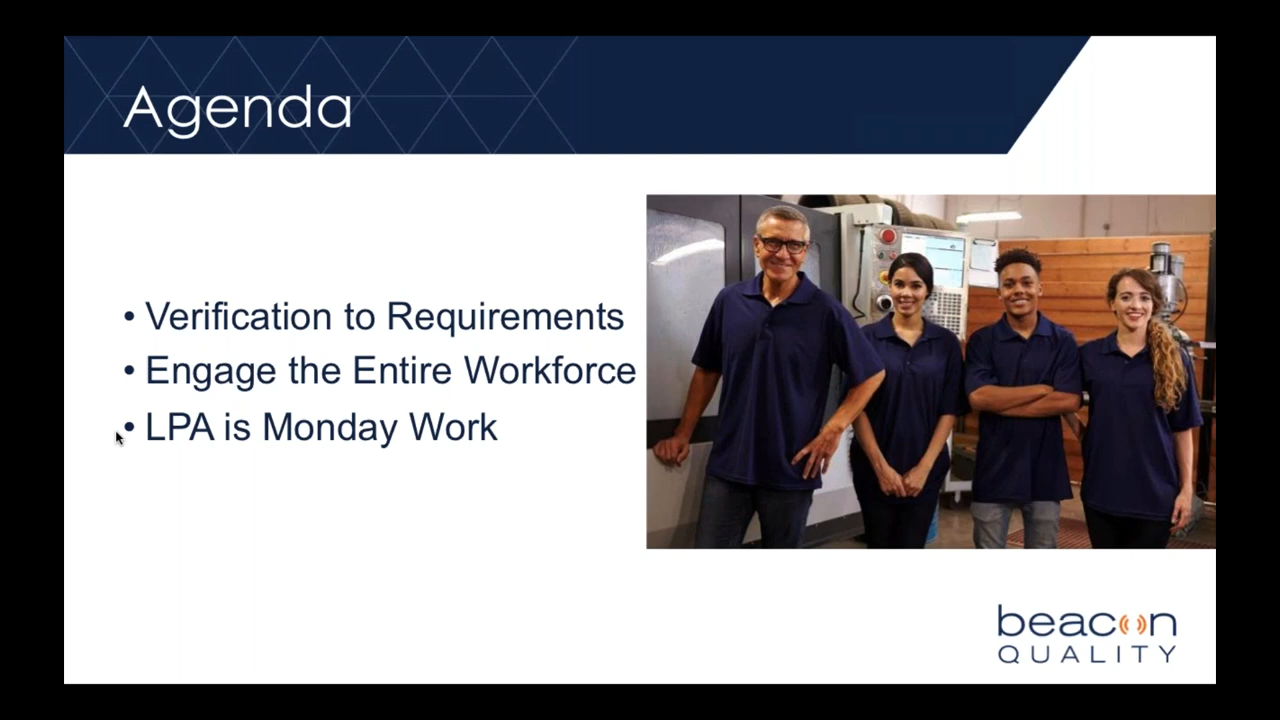 Agenda
• Verification to Requirements
• Engage the Entire Workforce
• LPA is Monday Work
beacon
QUALITY